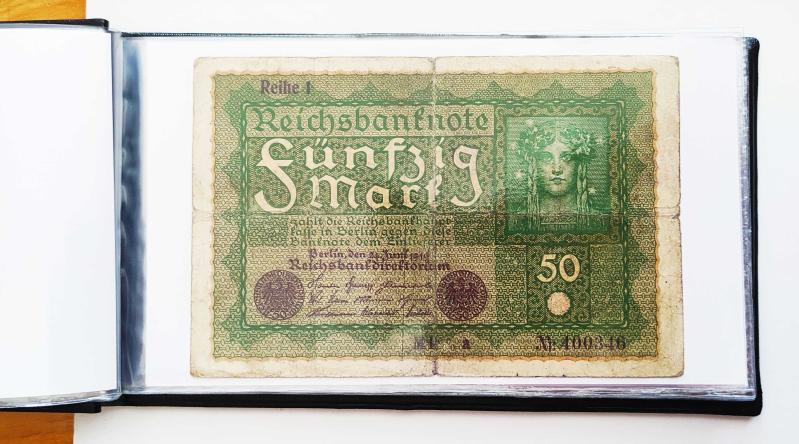 Reihe 1
Reichsbanknote
Fünfzig
Mark
zahlt die Reichsbankhaupt-
kasse in Berlin gegen diese
Banknote dem Einlieferer
Berlin, den 24. Juni 1919
Reichsbankdirektorium
50
a
№ 400346